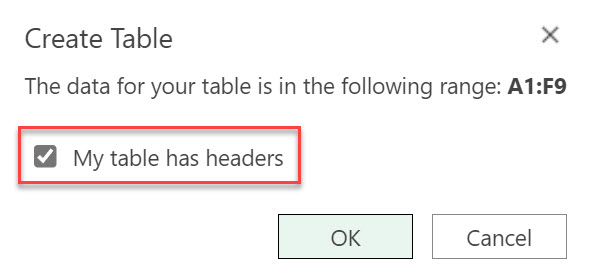 Create Table
The data for your table is in the following range: A1:F9
My table has headers
OK
Cancel